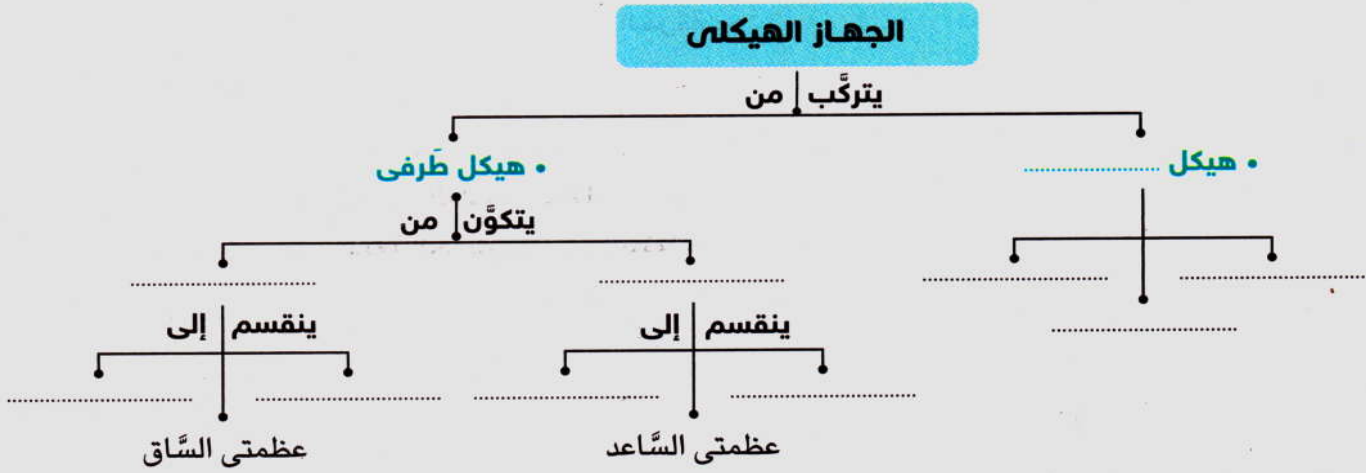 الجهاز الهيكلى
يتركَّب من
• هيكل ........................
• هيكل طَرفى
يتكوَّن من
........................ ........................
........................
........................ ........................
ينقسم إلى
ينقسم إلى
........................ ........................ ........................ ........................
عظمتى السَّاعد
عظمتى السَّاق